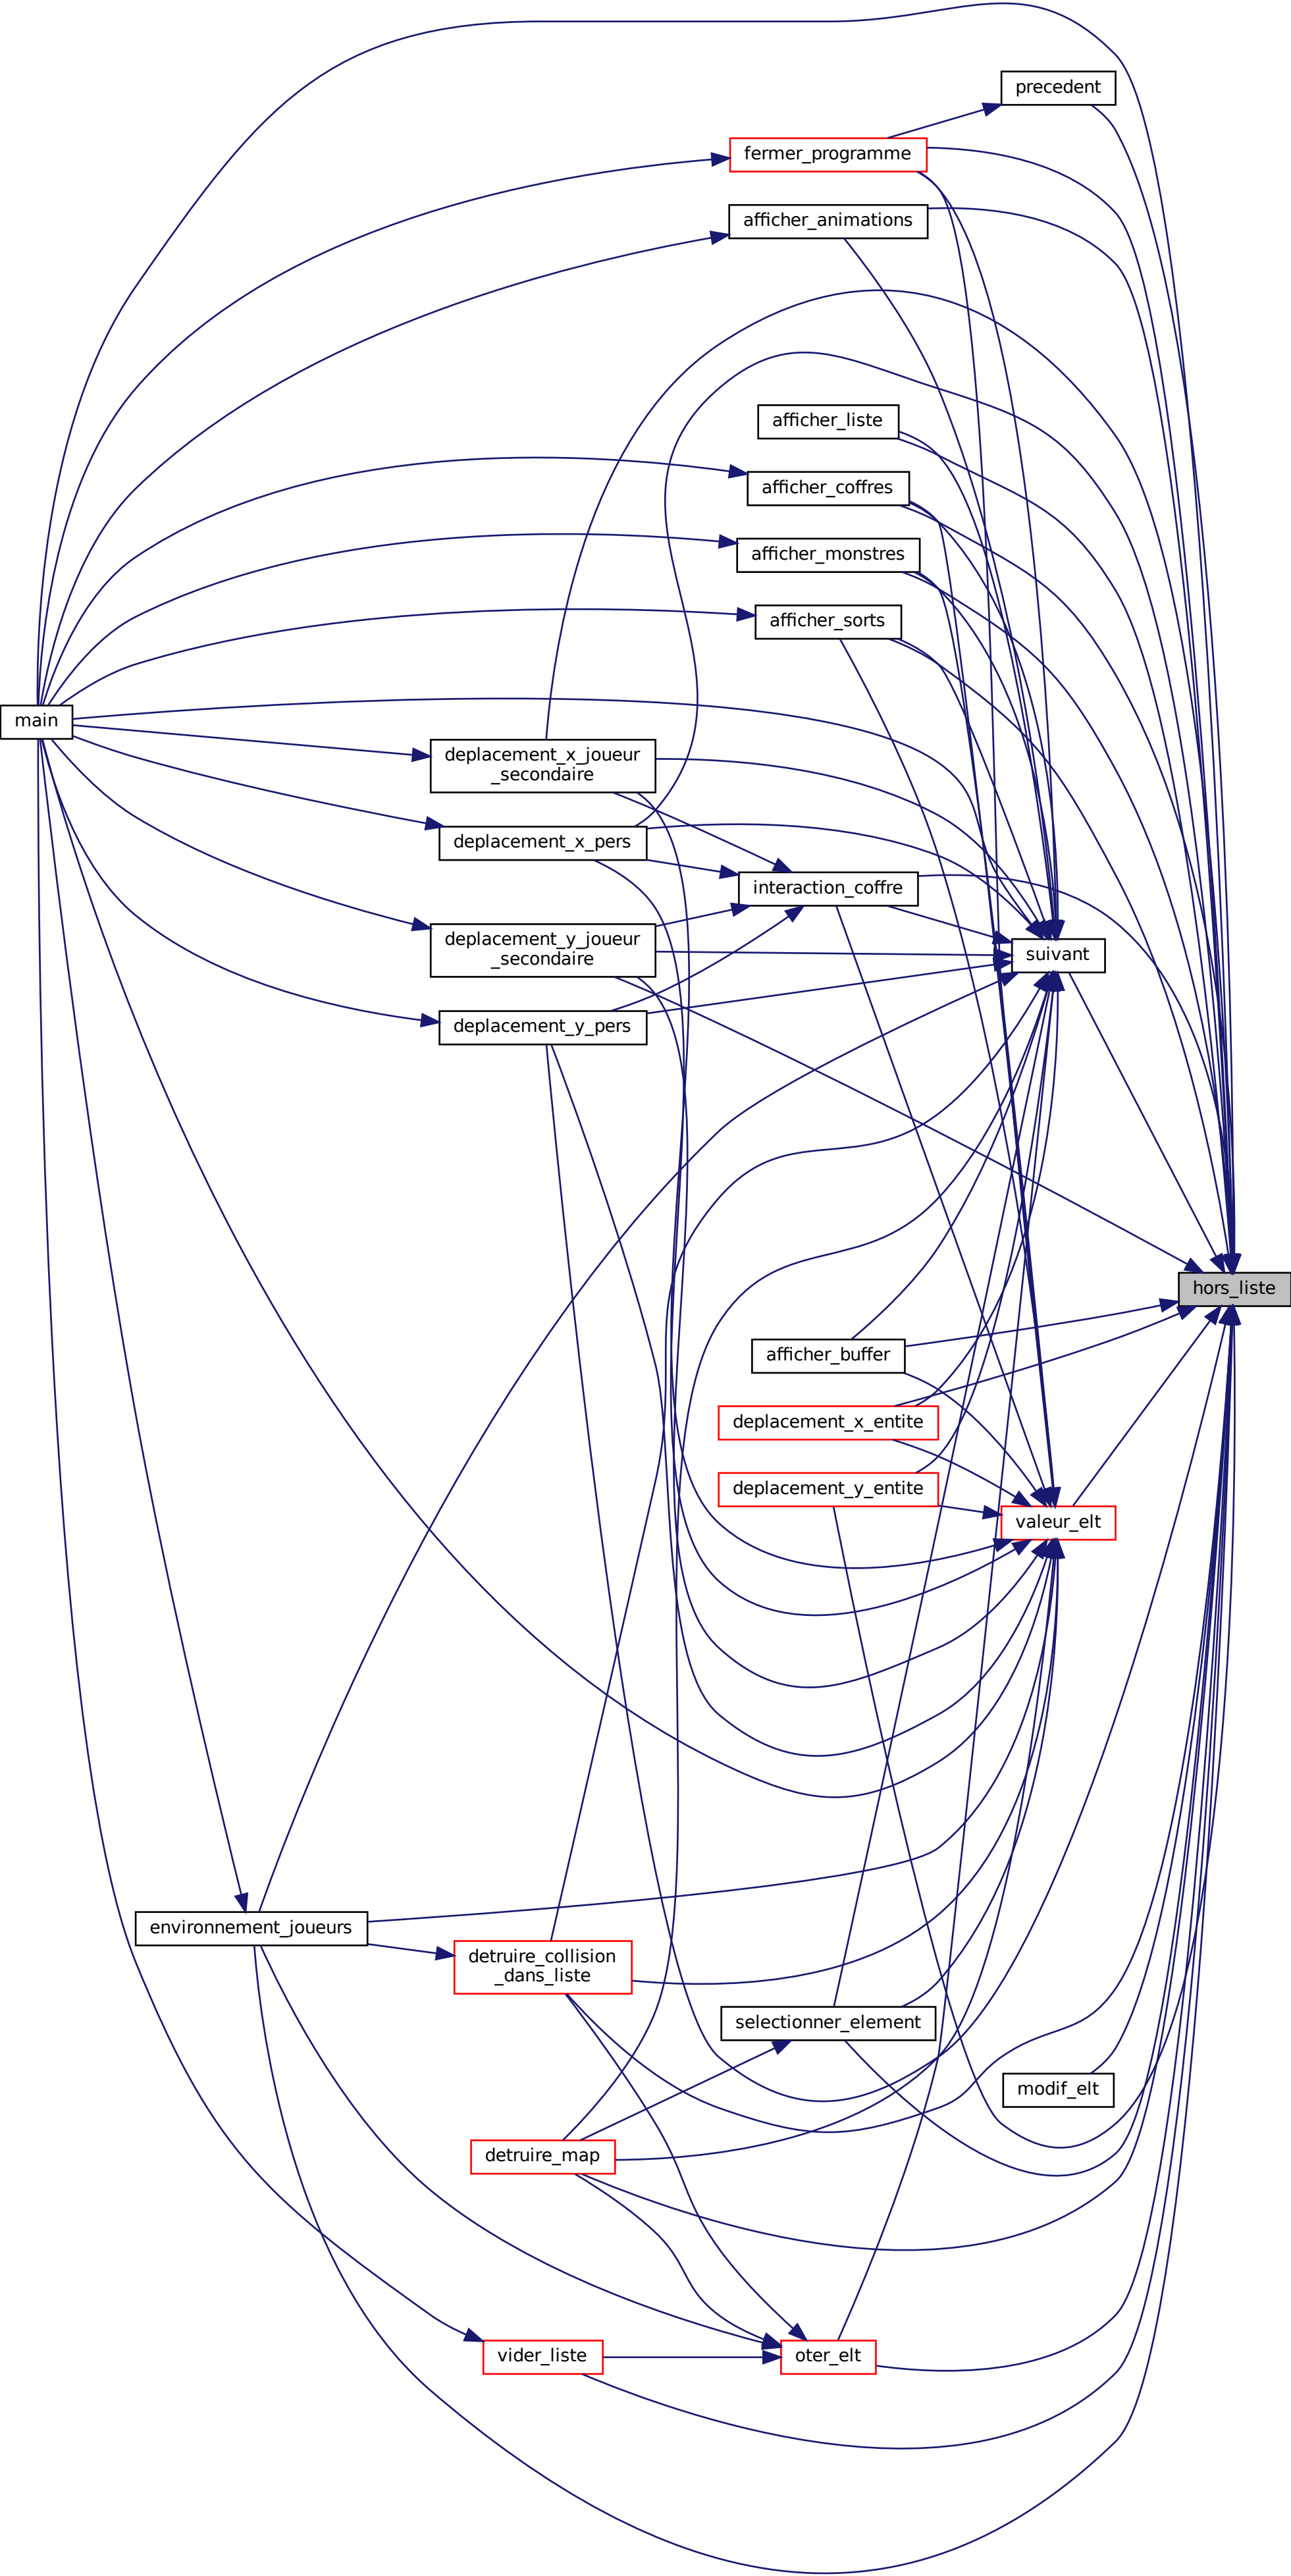 precedent
fermer_programme
afficher_animations
afficher_liste
afficher_coffres
afficher_monstres
afficher_sorts
main
deplacement_x_joueur
_secondaire
deplacement_x_pers
interaction_coffre
deplacement_y_joueur
_secondaire
suivant
deplacement_y_pers
hors_liste
afficher_buffer
deplacement_x_entite
deplacement_y_entite
valeur_elt
environnement_joueurs
detruire_collision
_dans_liste
selectionner_element
modif_elt
detruire_map
vider_liste
oter_elt